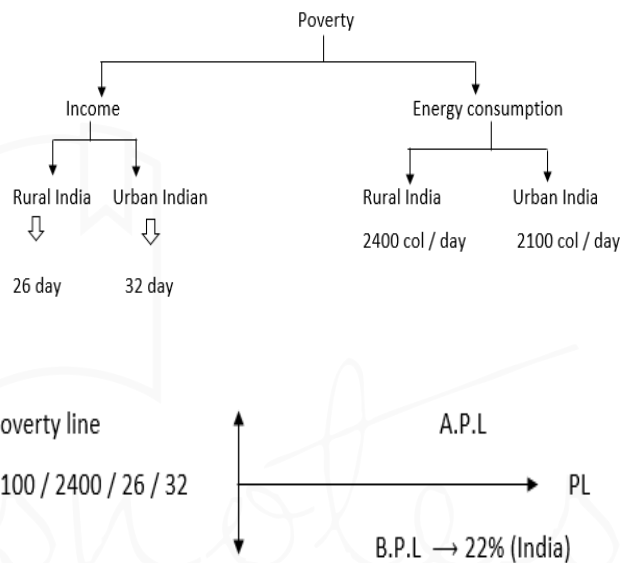 Poverty
Income Energy consumption
Rural India Urban Indian Rural India Urban India
2400 col / day 2100 col / day
26 day 32 day
overty line A.P.L
100 / 2400 / 26 / 32 PL
B.P.L → 22% (India)